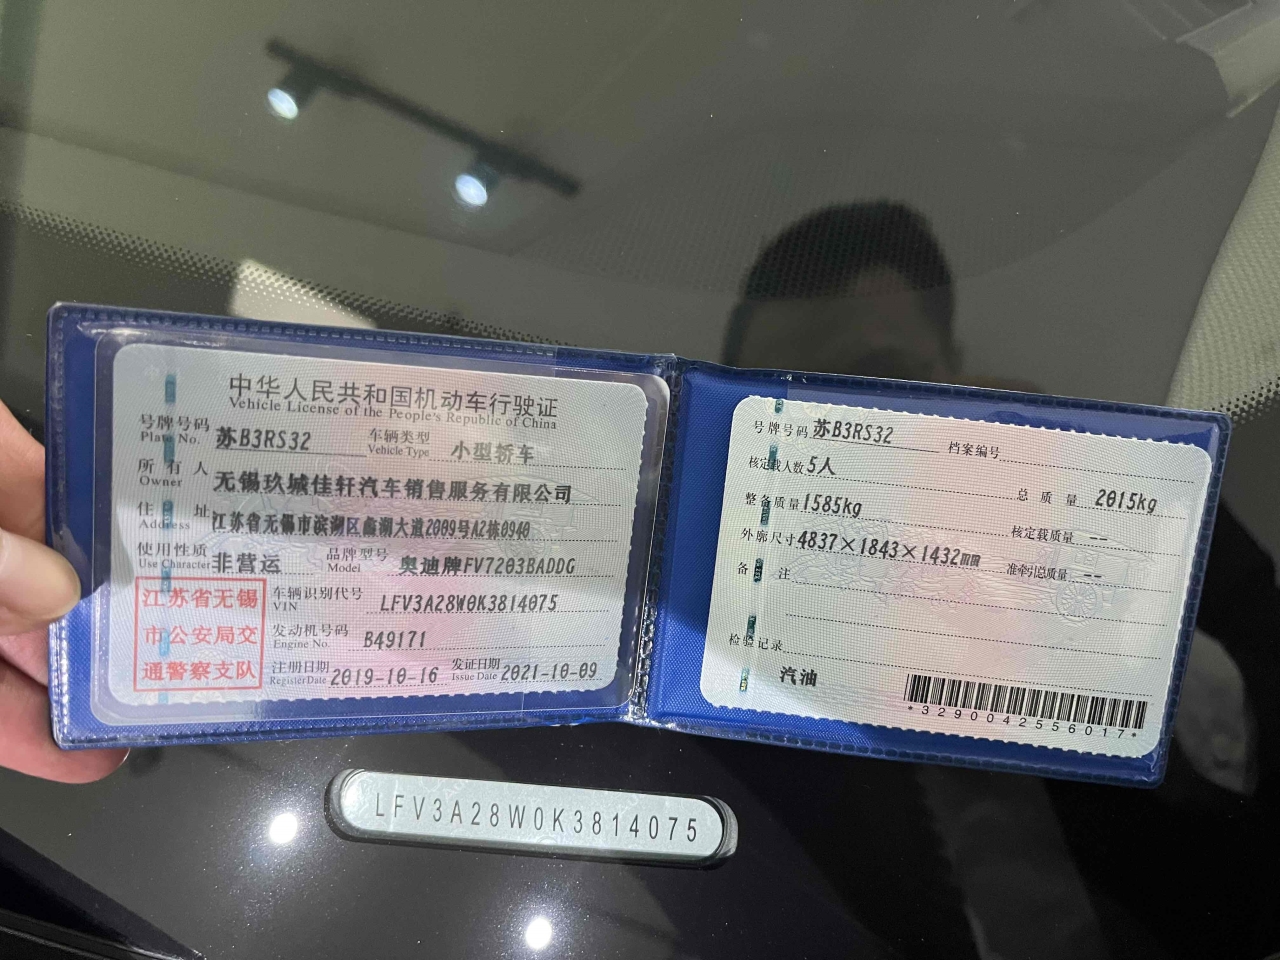 中华人民共和国机动车行驶证
Vehicle License of the People's Republic of China
号牌号码 苏B3RS32 车辆类型 小型轿车
Plate No. Vehicle Type
所有人 无锡玖城佳轩汽车销售服务有限公司
Owner
住址 江苏省无锡市滨湖区蠡湖大道2009号A2栋0940
Address
使用性质 非营运 品牌型号 奥迪牌FV7203BADDG
Use Character Model
江苏省无锡
市公安局交
通警察支队
车辆识别代号 LFV3A28W0K3814075
VIN
发动机号码 B49171
Engine No.
注册日期 2019-10-16 发证日期 2021-10-09
Register Date Issue Date
号牌号码 苏B3RS32 档案编号
核定载人数 5人 总质量 2015kg
整备质量 1585kg 核定载质量 --
外廓尺寸 4837×1843×1432mm 准牵引总质量 --
备注
检验记录
汽油
*3290042556017*
LFV3A28W0K3814075